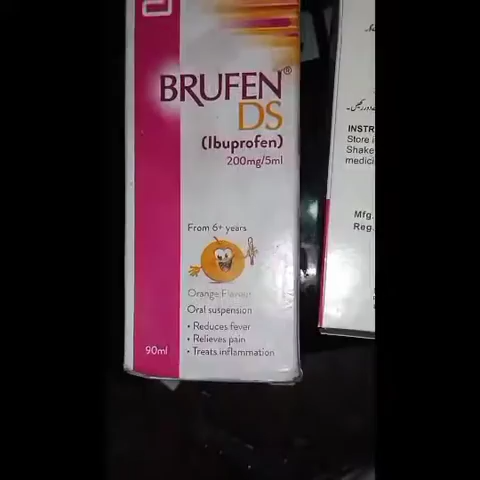 BRUFEN®
DS
(Ibuprofen)
200mg/5ml
From 6+ years
Orange Flavour
Oral suspension
• Reduces fever
• Relieves pain
• Treats inflammation
90ml
INSTR
Store i
Shake
medici
Mfg.
Reg.